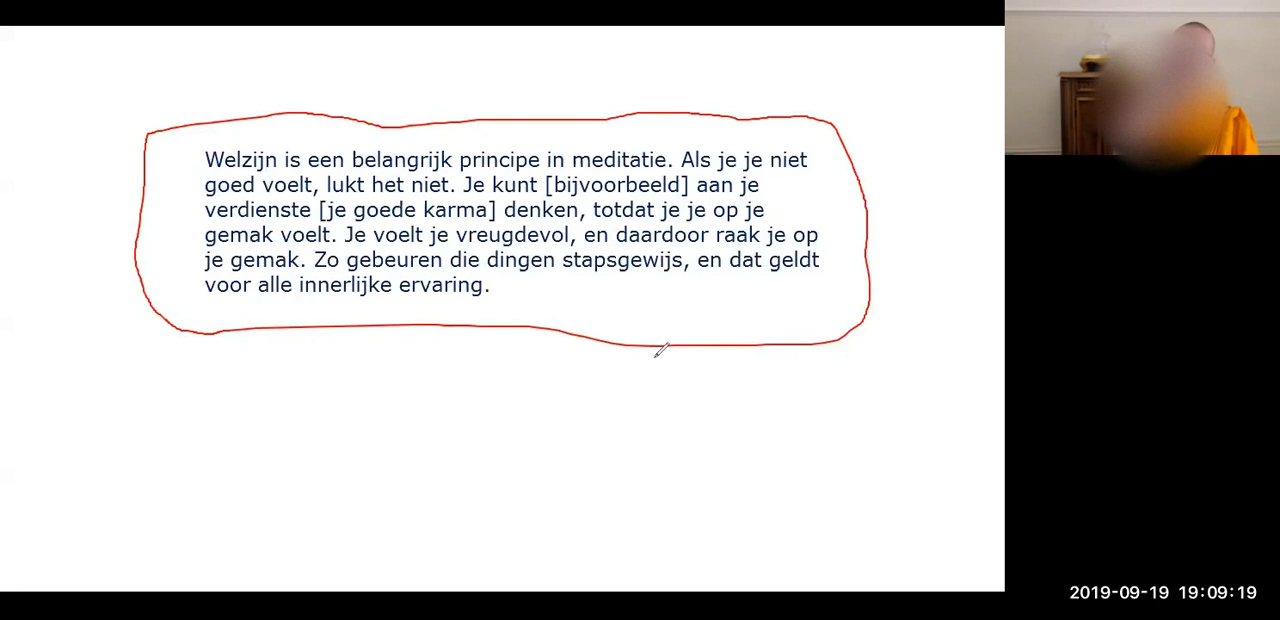 Welzijn is een belangrijk principe in meditatie. Als je je niet
goed voelt, lukt het niet. Je kunt [bijvoorbeeld] aan je
verdienste [je goede karma] denken, totdat je je op je
gemak voelt. Je voelt je vreugdevol, en daardoor raak je op
je gemak. Zo gebeuren die dingen stapsgewijs, en dat geldt
voor alle innerlijke ervaring.
2019-09-19 19:09:19